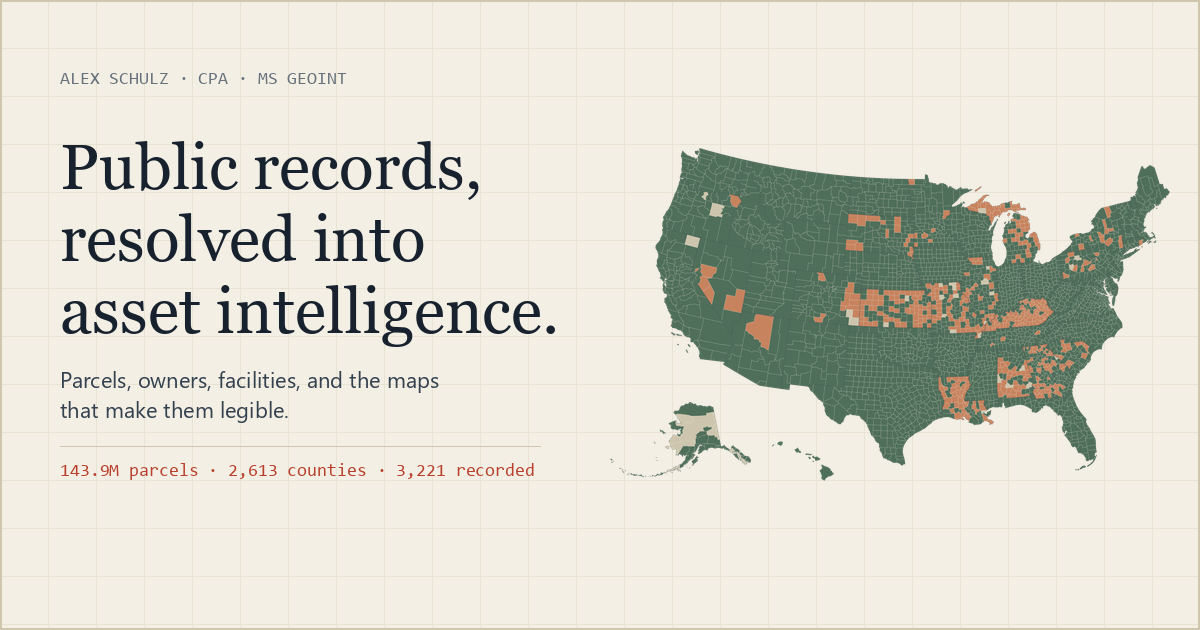 ALEX SCHULZ · CPA · MS GEOINT
Public records,
resolved into
asset intelligence.
Parcels, owners, facilities, and the maps
that make them legible.
143.9M parcels · 2,613 counties · 3,221 recorded